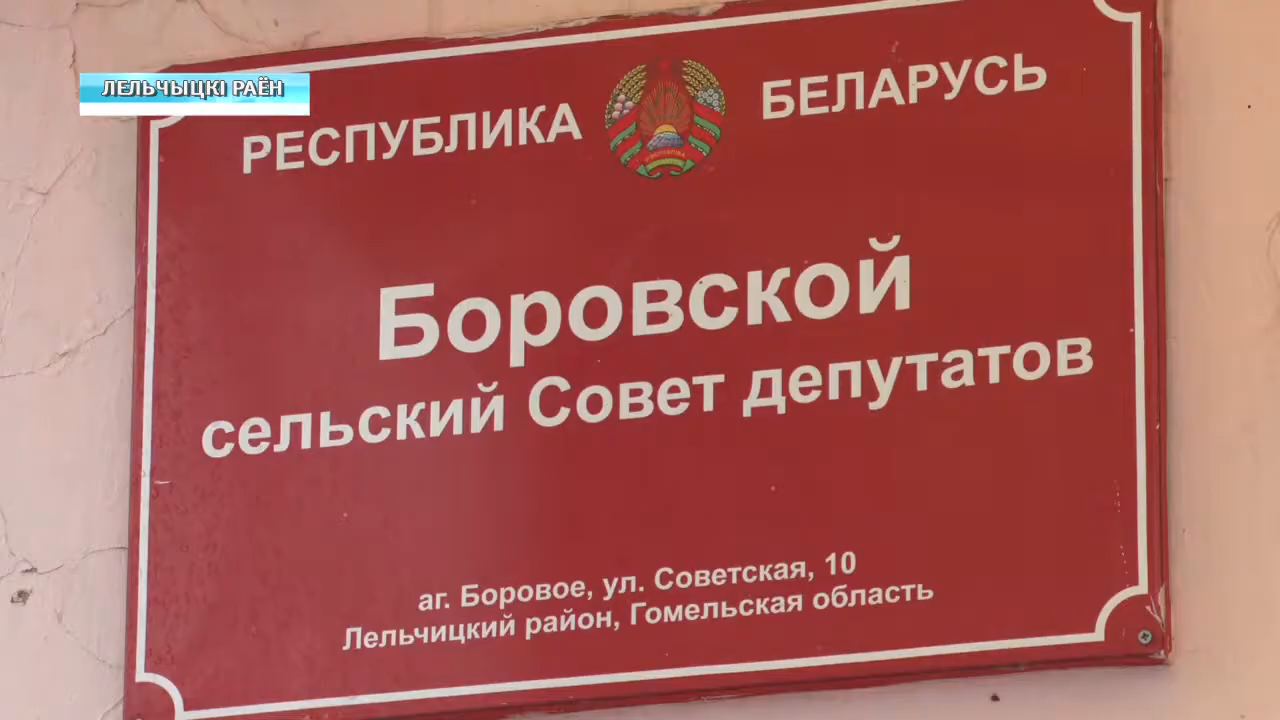 ЛЕЛЬЧЫЦКІ РАЁН
РЕСПУБЛИКА БЕЛАРУСЬ
Боровской
сельский Совет депутатов
аг. Боровое, ул. Советская, 10
Лельчицкий район, Гомельская область